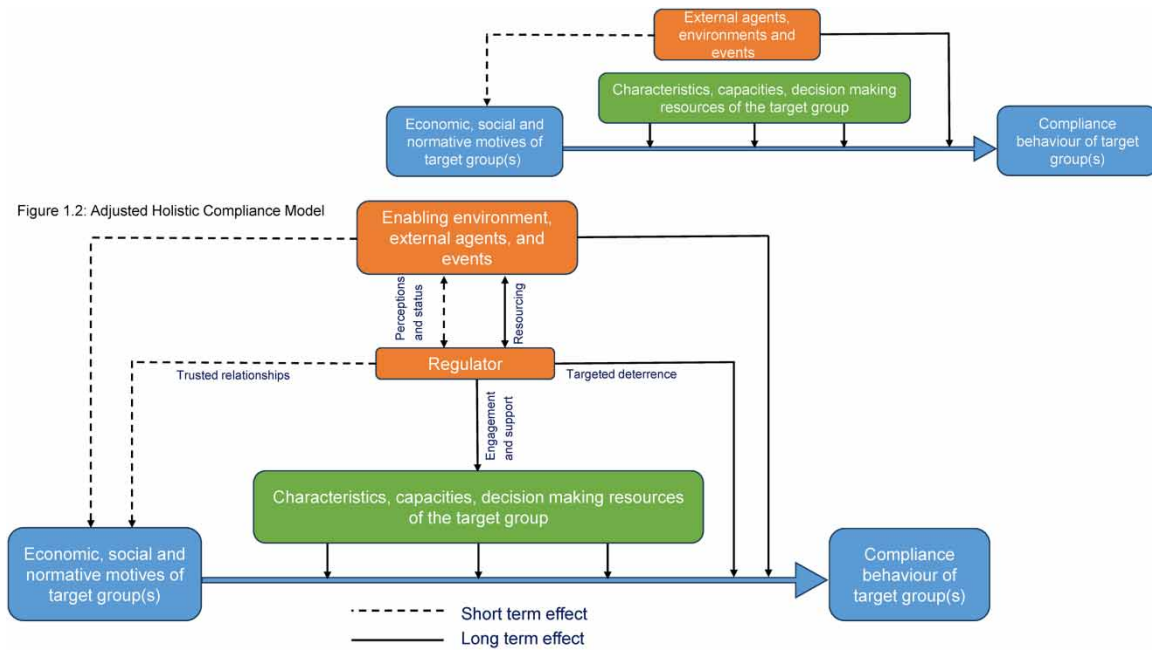 External agents,
environments and
events
Characteristics, capacities, decision making
resources of the target group
Economic, social and
normative motives of
target group(s)
Compliance
behaviour of target
group(s)
Figure 1.2: Adjusted Holistic Compliance Model
Enabling environment,
external agents, and
events
Perceptions
and status
Resourcing
Regulator
Trusted relationships
Targeted deterrence
Engagement
and support
Characteristics, capacities, decision making resources
of the target group
Economic, social and
normative motives of
target group(s)
Compliance
behaviour of
target group(s)
Short term effect
Long term effect